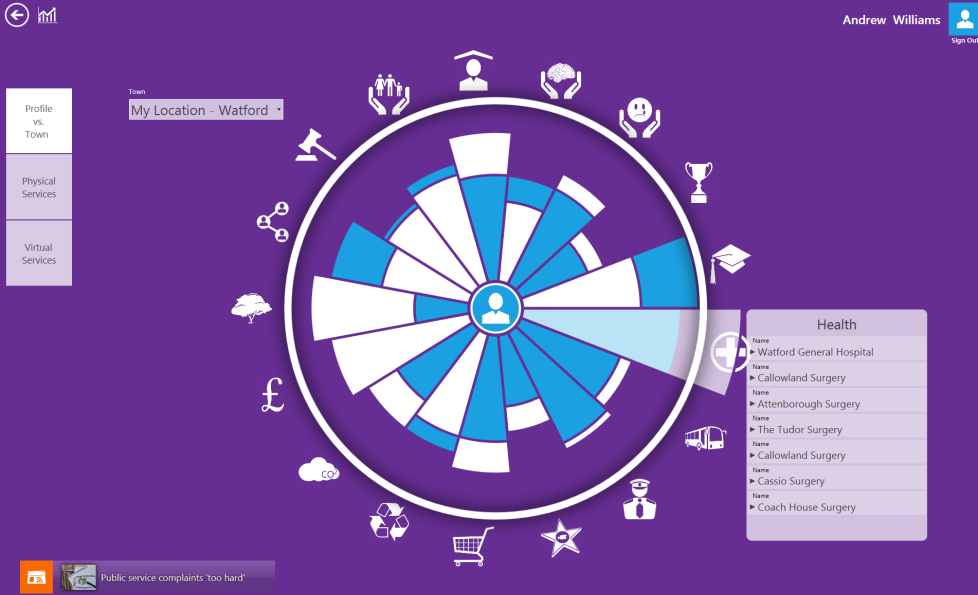 Andrew Williams
Sign Out
Town
My Location - Watford
Profile
vs.
Town
Physical
Services
Virtual
Services
£
CO²
Health
Name
Watford General Hospital
Name
Callowland Surgery
Name
Attenborough Surgery
Name
The Tudor Surgery
Name
Callowland Surgery
Name
Cassio Surgery
Name
Coach House Surgery
Public service complaints 'too hard'